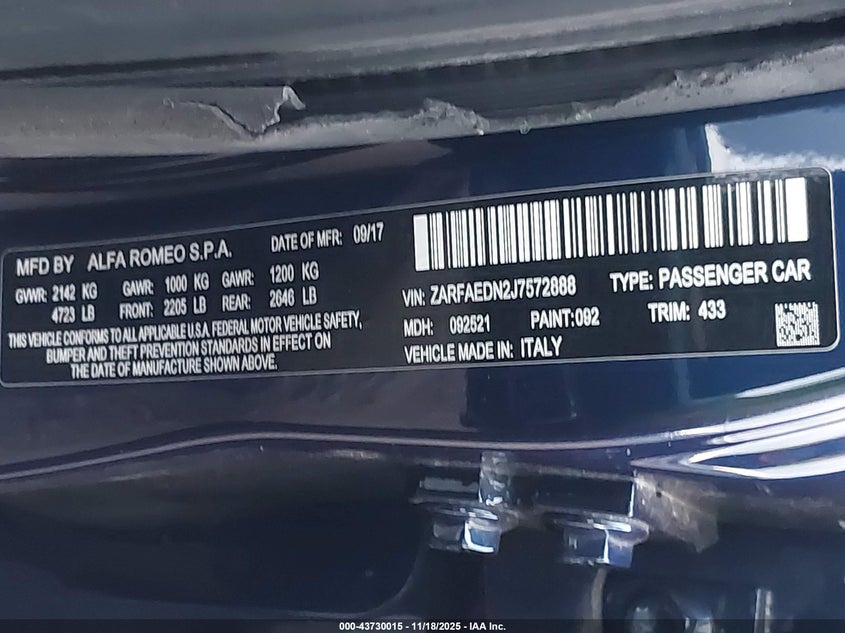 MFD BY ALFA ROMEO S.P.A. DATE OF MFR: 09/17
GVWR: 2142 KG GAWR: 1000 KG GAWR: 1200 KG
4723 LB FRONT: 2205 LB REAR: 2646 LB
THIS VEHICLE CONFORMS TO ALL APPLICABLE U.S.A. FEDERAL MOTOR VEHICLE SAFETY,
BUMPER AND THEFT PREVENTION STANDARDS IN EFFECT ON
THE DATE OF MANUFACTURE SHOWN ABOVE.
VIN: ZARFAEDN2J7572888 TYPE: PASSENGER CAR
MDH: 092521 PAINT:092 TRIM: 433
VEHICLE MADE IN: ITALY
000-43730015 - 11/18/2025 - IAA Inc.